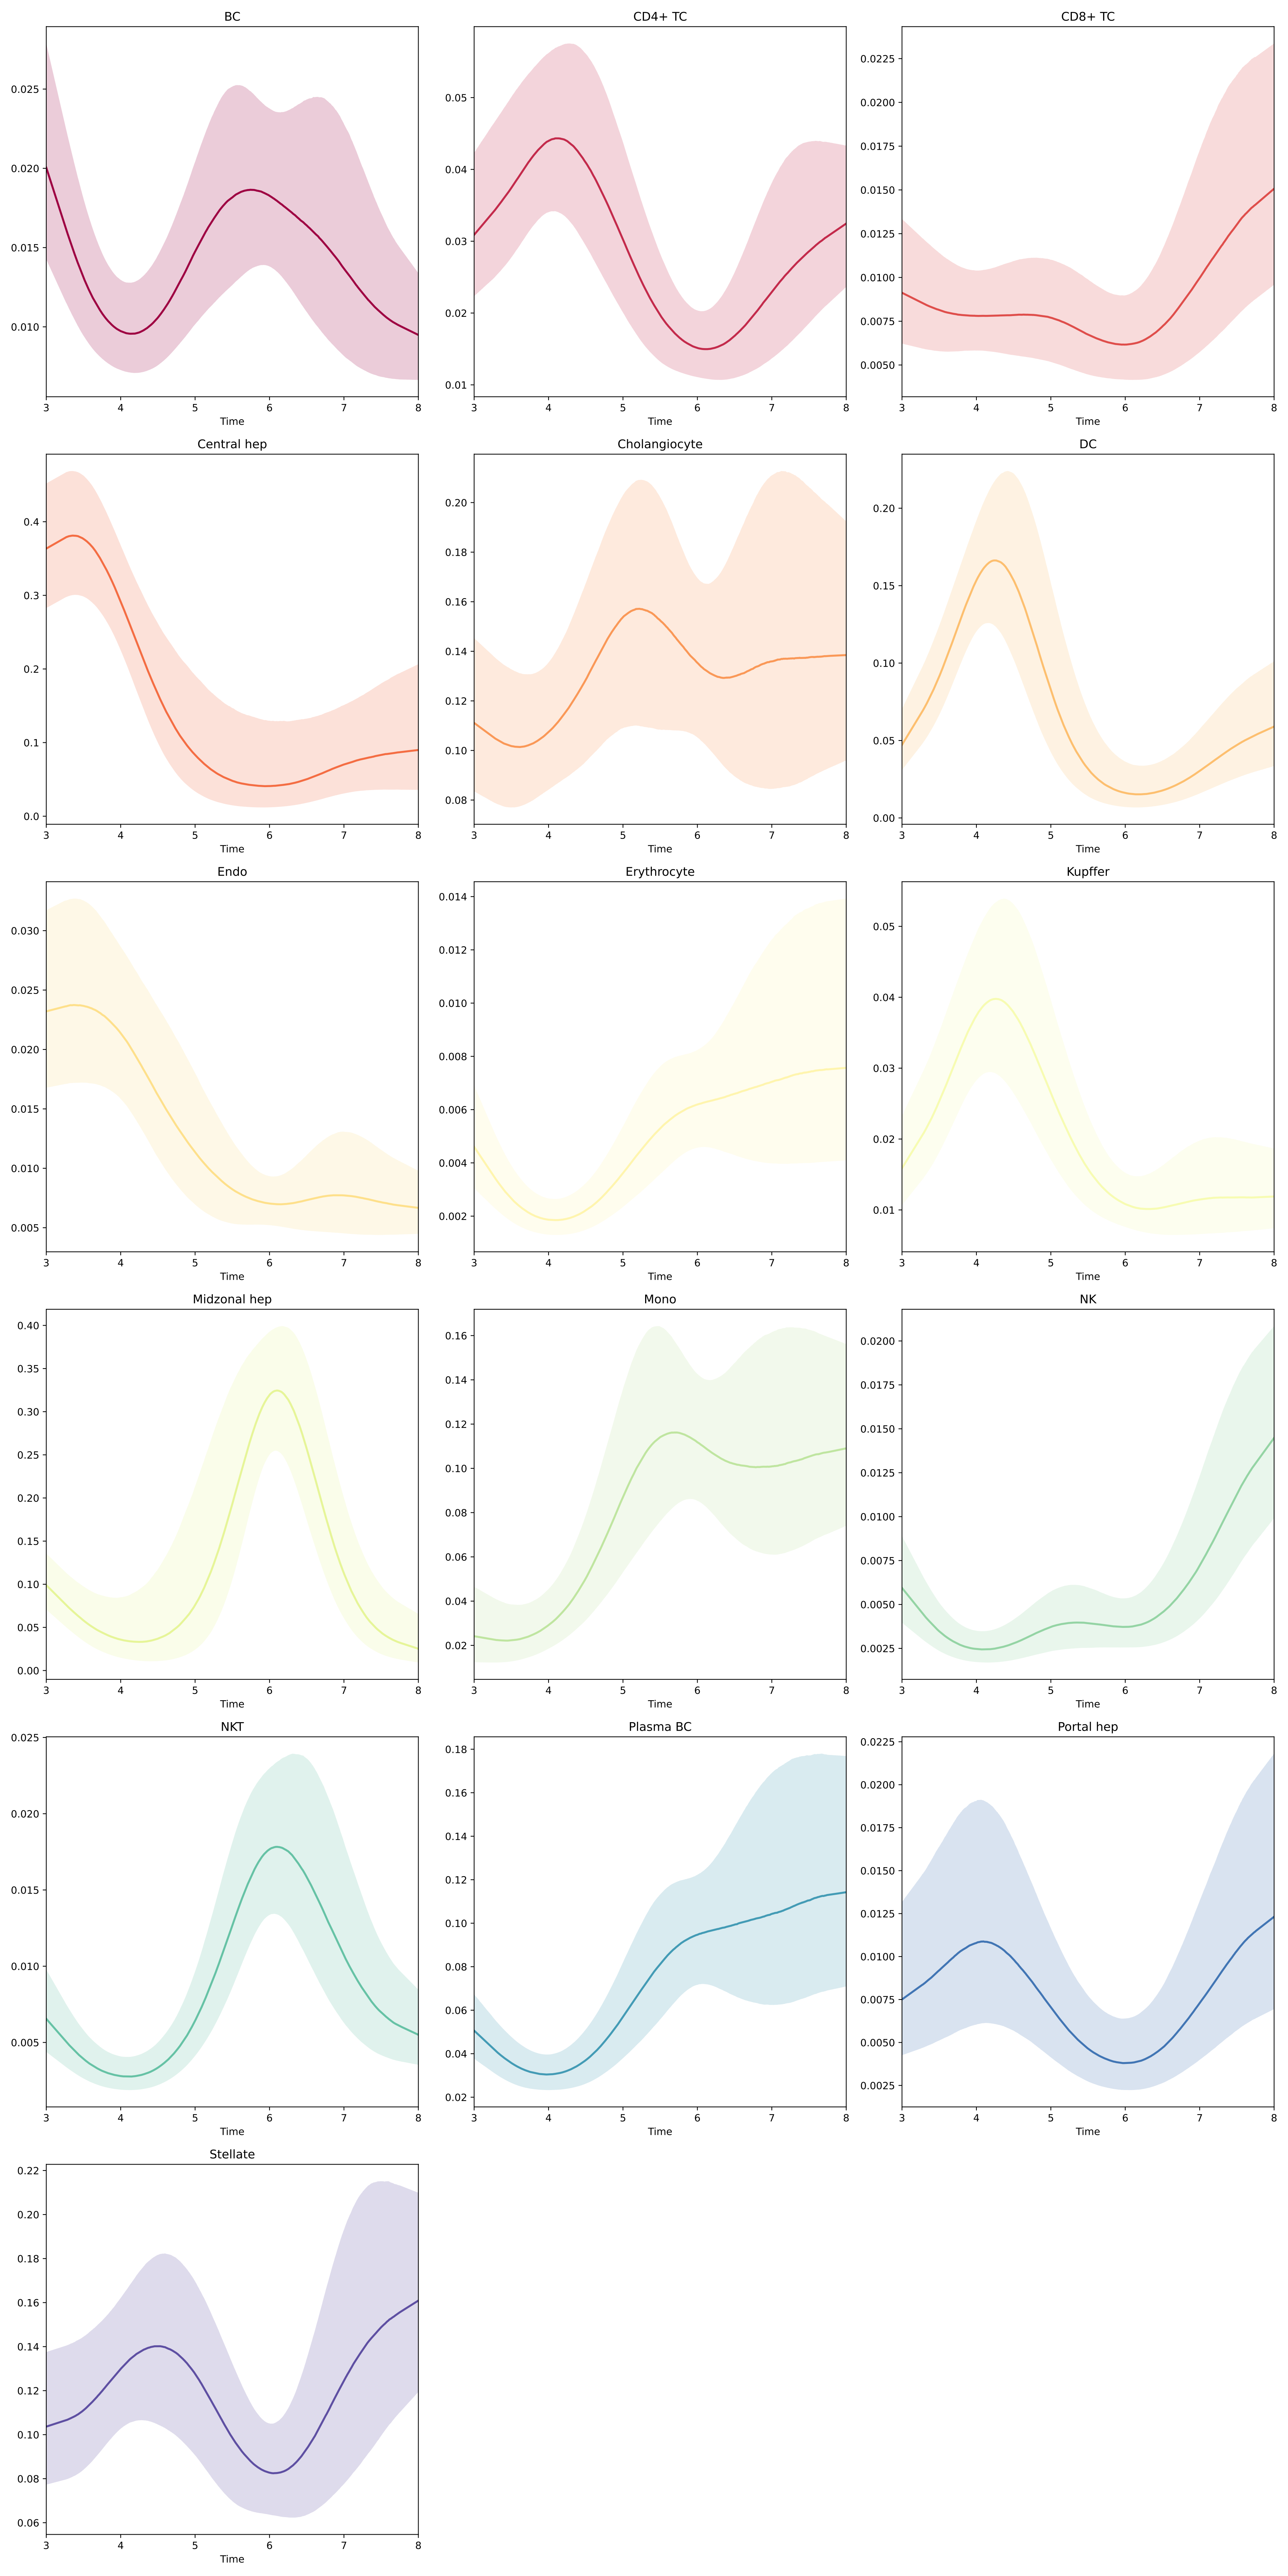 BC
0.025
0.020
0.015
0.010
3 4 5 6 7 8
Time
CD4+ TC
0.05
0.04
0.03
0.02
0.01
3 4 5 6 7 8
Time
CD8+ TC
0.0225
0.0200
0.0175
0.0150
0.0125
0.0100
0.0075
0.0050
3 4 5 6 7 8
Time
Central hep
0.4
0.3
0.2
0.1
0.0
3 4 5 6 7 8
Time
Cholangiocyte
0.20
0.18
0.16
0.14
0.12
0.10
0.08
3 4 5 6 7 8
Time
DC
0.20
0.15
0.10
0.05
0.00
3 4 5 6 7 8
Time
Endo
0.030
0.025
0.020
0.015
0.010
0.005
3 4 5 6 7 8
Time
Erythrocyte
0.014
0.012
0.010
0.008
0.006
0.004
0.002
3 4 5 6 7 8
Time
Kupffer
0.05
0.04
0.03
0.02
0.01
3 4 5 6 7 8
Time
Midzonal hep
0.40
0.35
0.30
0.25
0.20
0.15
0.10
0.05
0.00
3 4 5 6 7 8
Time
Mono
0.16
0.14
0.12
0.10
0.08
0.06
0.04
0.02
3 4 5 6 7 8
Time
NK
0.0200
0.0175
0.0150
0.0125
0.0100
0.0075
0.0050
0.0025
3 4 5 6 7 8
Time
NKT
0.025
0.020
0.015
0.010
0.005
3 4 5 6 7 8
Time
Plasma BC
0.18
0.16
0.14
0.12
0.10
0.08
0.06
0.04
0.02
3 4 5 6 7 8
Time
Portal hep
0.0225
0.0200
0.0175
0.0150
0.0125
0.0100
0.0075
0.0050
0.0025
3 4 5 6 7 8
Time
Stellate
0.22
0.20
0.18
0.16
0.14
0.12
0.10
0.08
0.06
3 4 5 6 7 8
Time